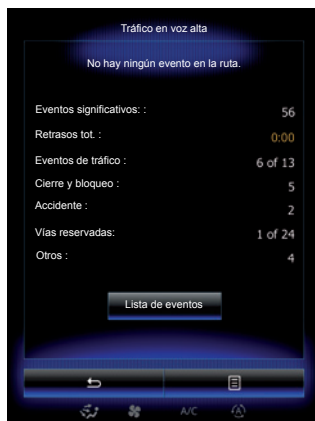 Tráfico en voz alta
No hay ningún evento en la ruta.
Eventos significativos: : 56
Retrasos tot. : 0:00
Eventos de tráfico : 6 of 13
Cierre y bloqueo : 5
Accidente : 2
Vías reservadas: 1 of 24
Otros : 4
Lista de eventos
A/C